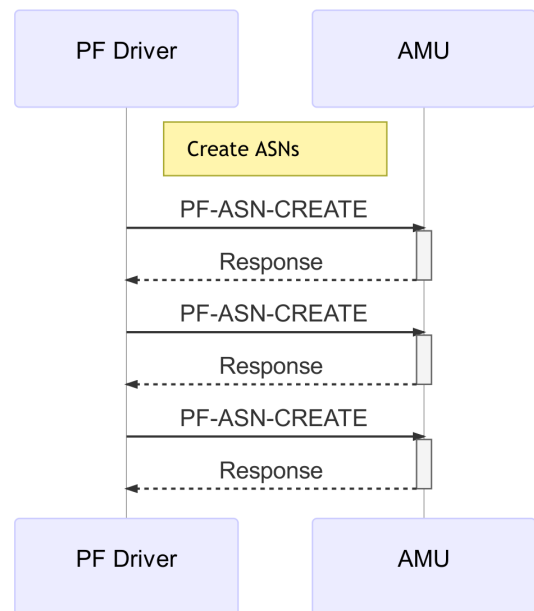 PF Driver
AMU
Create ASNs
PF-ASN-CREATE
Response
PF-ASN-CREATE
Response
PF-ASN-CREATE
Response
PF Driver
AMU